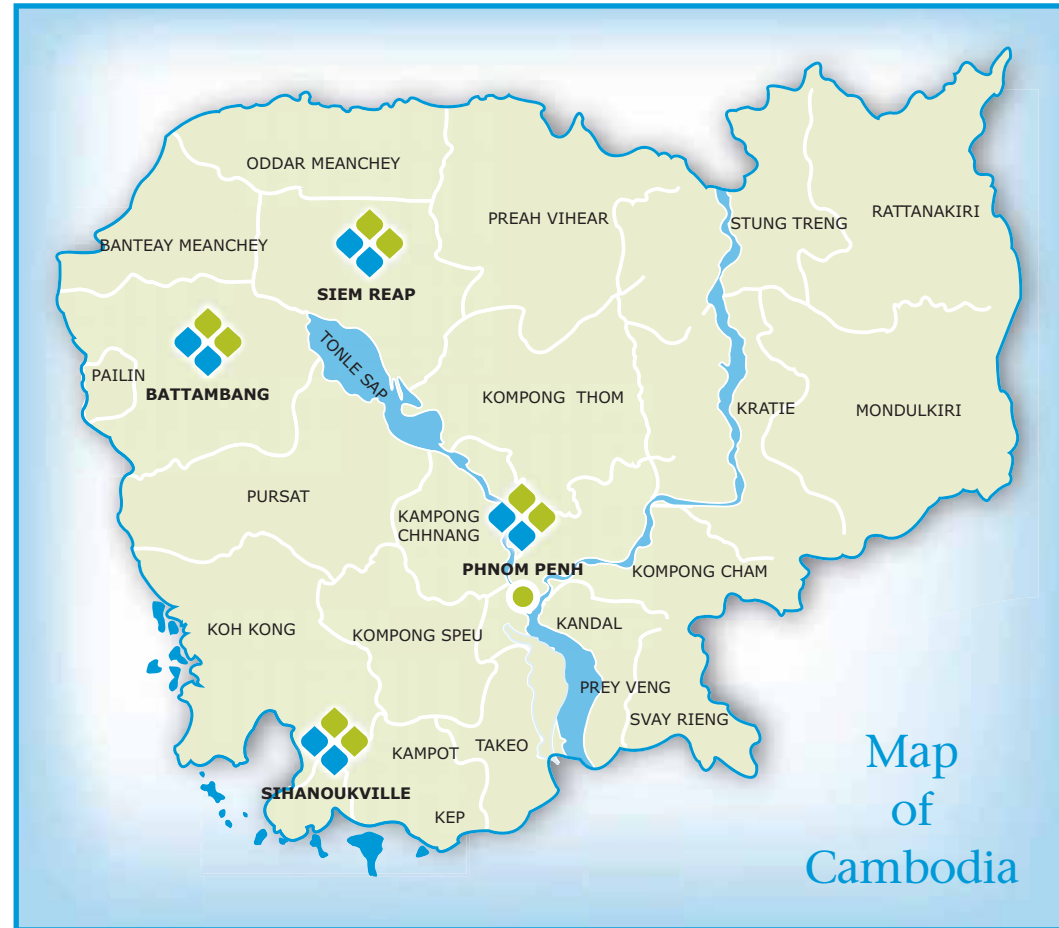 ODDAR MEANCHEY
PREAH VIHEAR
STUNG TRENG
RATTANAKIRI
BANTEAY MEANCHEY
SIEM REAP
TONLE SAP
PAILIN
BATTAMBANG
KOMPONG THOM
KRATIE
MONDULKIRI
PURSAT
KAMPONG
CHHNANG
PHNOM PENH
KOMPONG CHAM
KOH KONG
KOMPONG SPEU
KANDAL
PREY VENG
SVAY RIENG
KAMPOT
TAKEO
SIHANOUKVILLE
KEP
Map
of
Cambodia